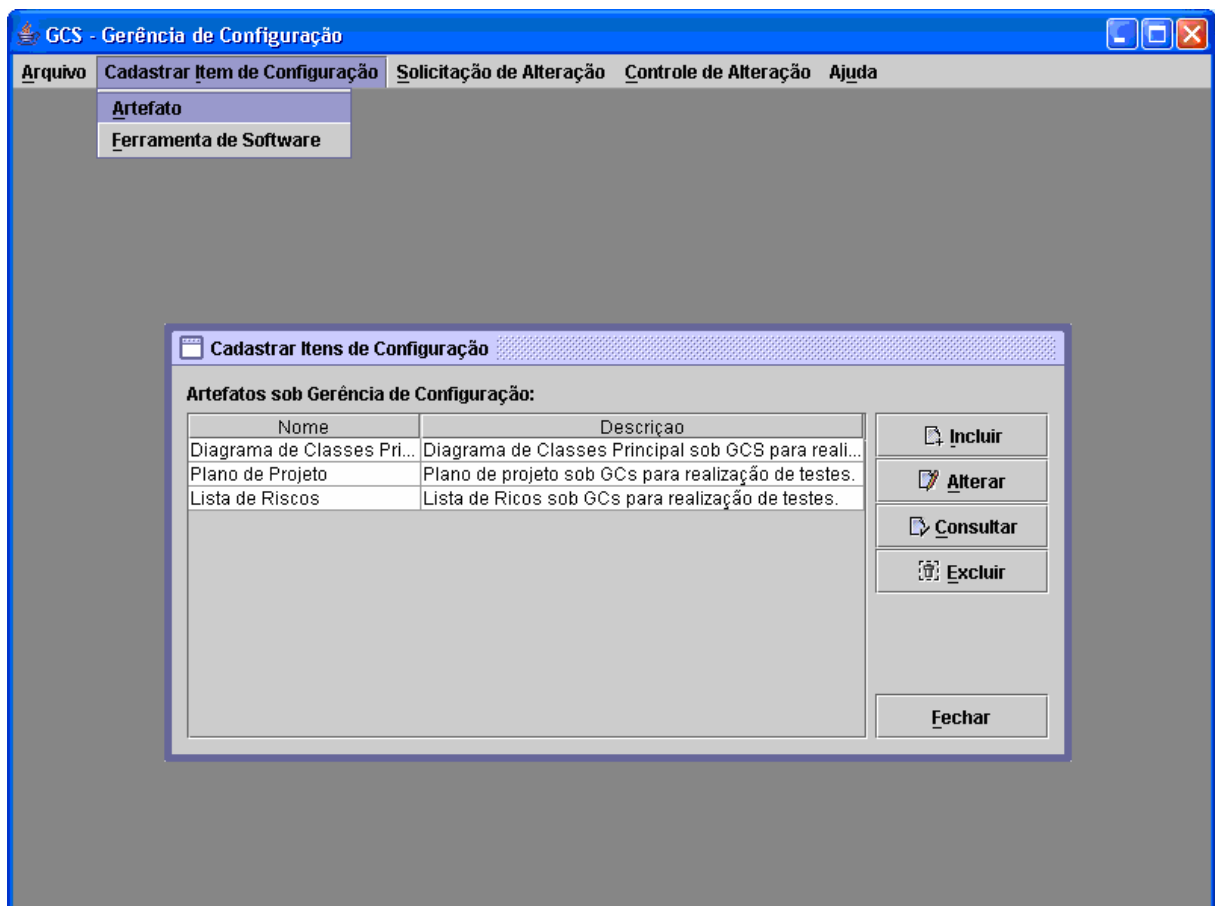 GCS - Gerência de Configuração
Arquivo Cadastrar Item de Configuração Solicitação de Alteração Controle de Alteração Ajuda
Artefato
Ferramenta de Software
Cadastrar Itens de Configuração
Artefatos sob Gerência de Configuração:
Nome Descriçao
Diagrama de Classes Pri... Diagrama de Classes Principal sob GCS para reali...
Plano de Projeto Plano de projeto sob GCs para realização de testes.
Lista de Riscos Lista de Ricos sob GCs para realização de testes.
Incluir
Alterar
Consultar
Excluir
Fechar